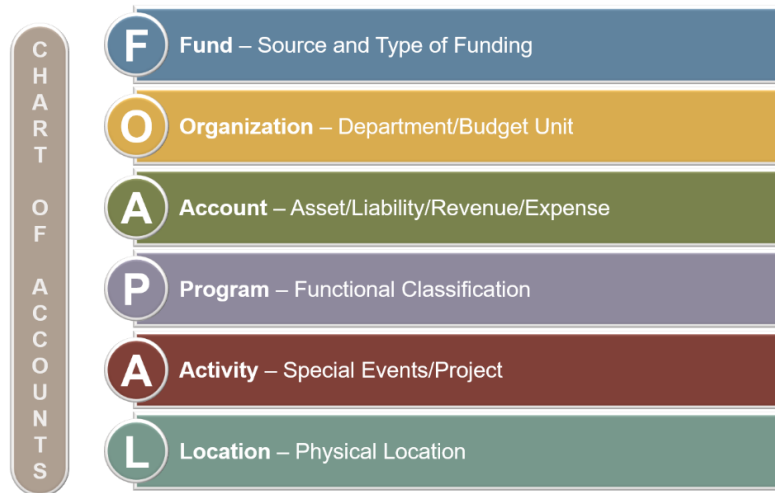 CHART OF ACCOUNTS
F Fund – Source and Type of Funding
O Organization – Department/Budget Unit
A Account – Asset/Liability/Revenue/Expense
P Program – Functional Classification
A Activity – Special Events/Project
L Location – Physical Location